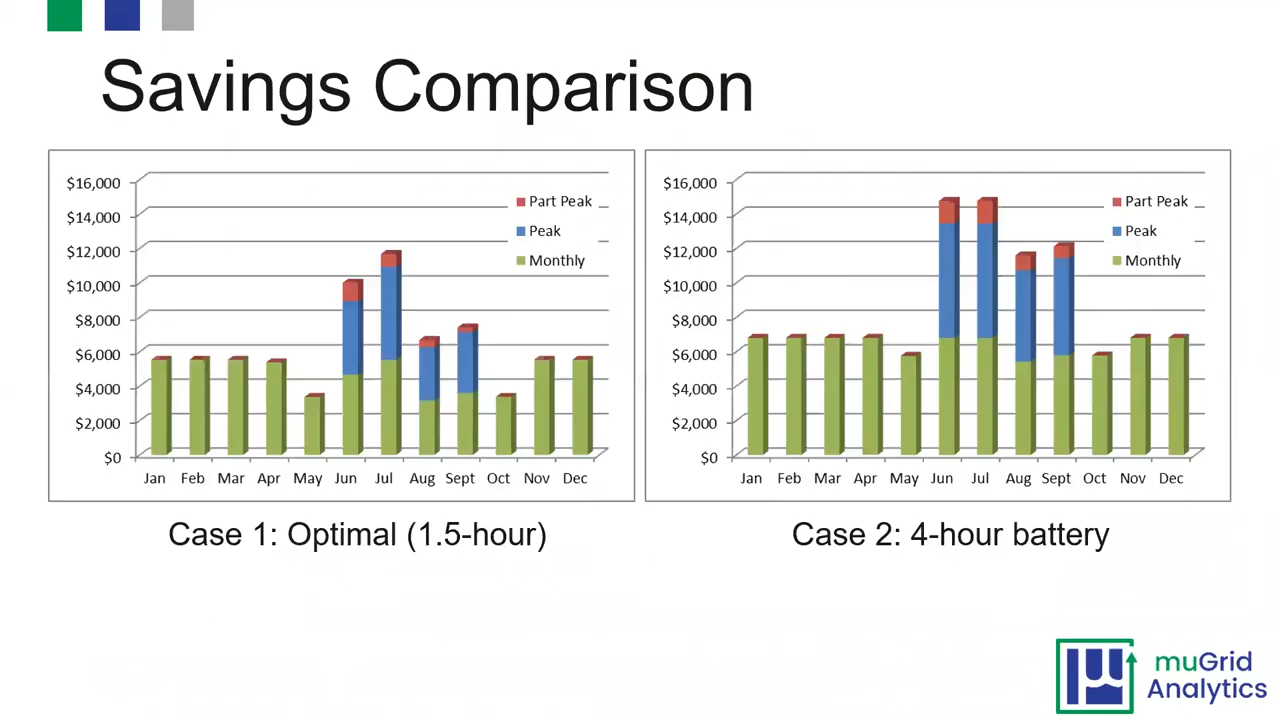 Savings Comparison
$16,000
$14,000
$12,000
$10,000
$8,000
$6,000
$4,000
$2,000
$0
Part Peak
Peak
Monthly
Jan Feb Mar Apr May Jun Jul Aug Sept Oct Nov Dec
Case 1: Optimal (1.5-hour)
$16,000
$14,000
$12,000
$10,000
$8,000
$6,000
$4,000
$2,000
$0
Part Peak
Peak
Monthly
Jan Feb Mar Apr May Jun Jul Aug Sept Oct Nov Dec
Case 2: 4-hour battery
muGrid
Analytics